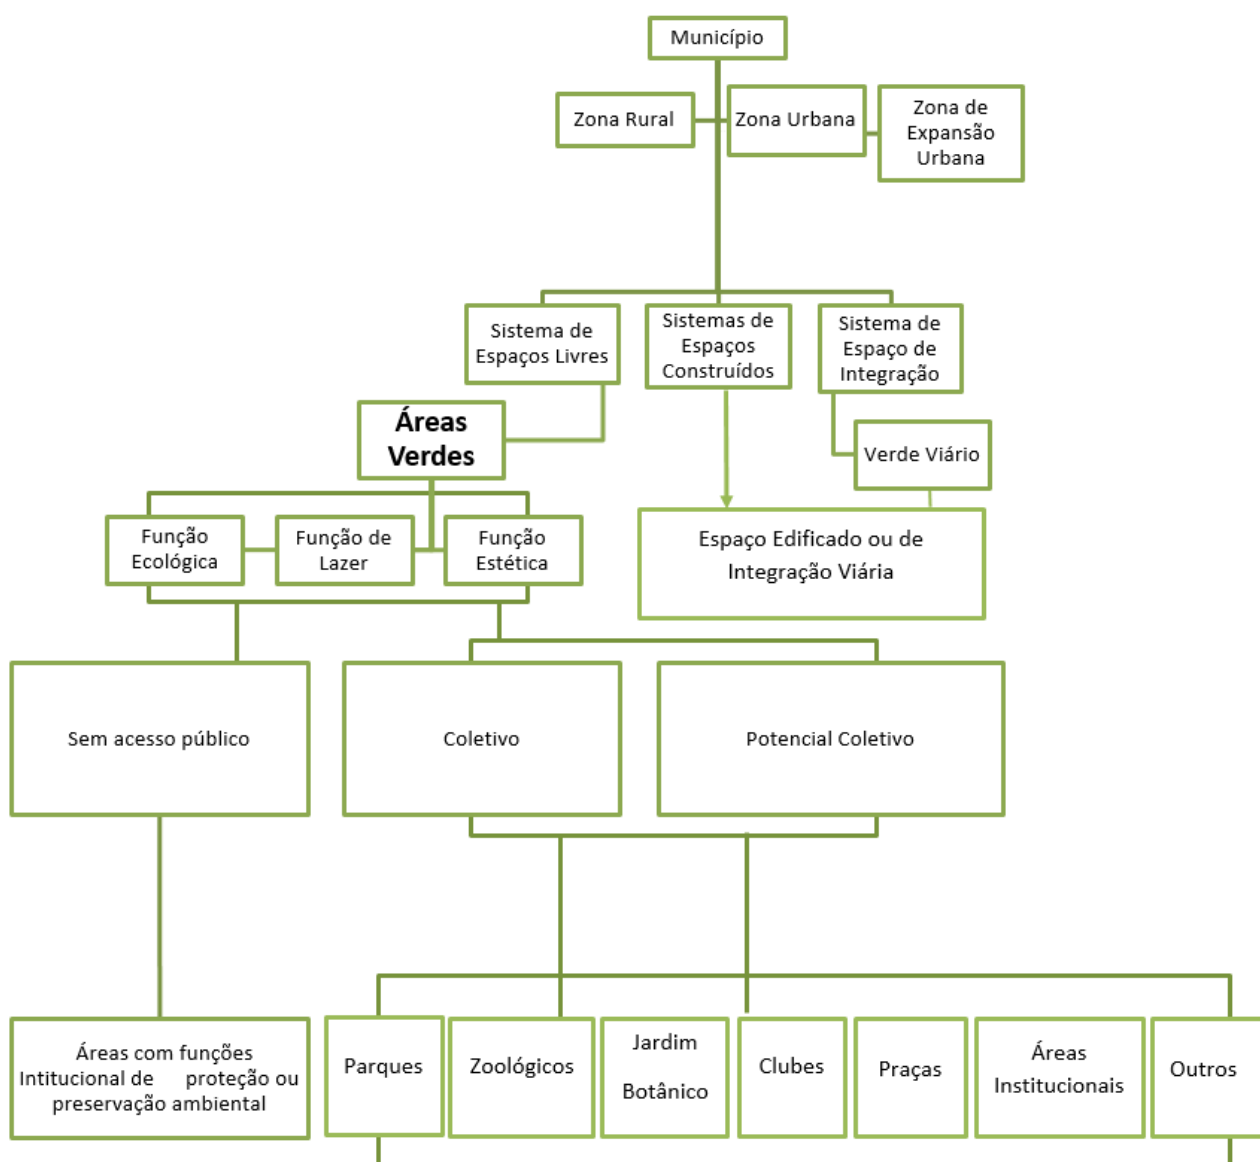 Município
Zona Rural
Zona Urbana
Zona de
Expansão
Urbana
Sistema de
Espaços Livres
Sistemas de
Espaços
Construídos
Sistema de
Espaço de
Integração
Áreas
Verdes
Verde Viário
Função
Ecológica
Função de
Lazer
Função
Estética
Espaço Edificado ou de
Integração Viária
Sem acesso público
Coletivo
Potencial Coletivo
Áreas com funções
Intitucional de proteção ou
preservação ambiental
Parques
Zoológicos
Jardim
Botânico
Clubes
Praças
Áreas
Institucionais
Outros